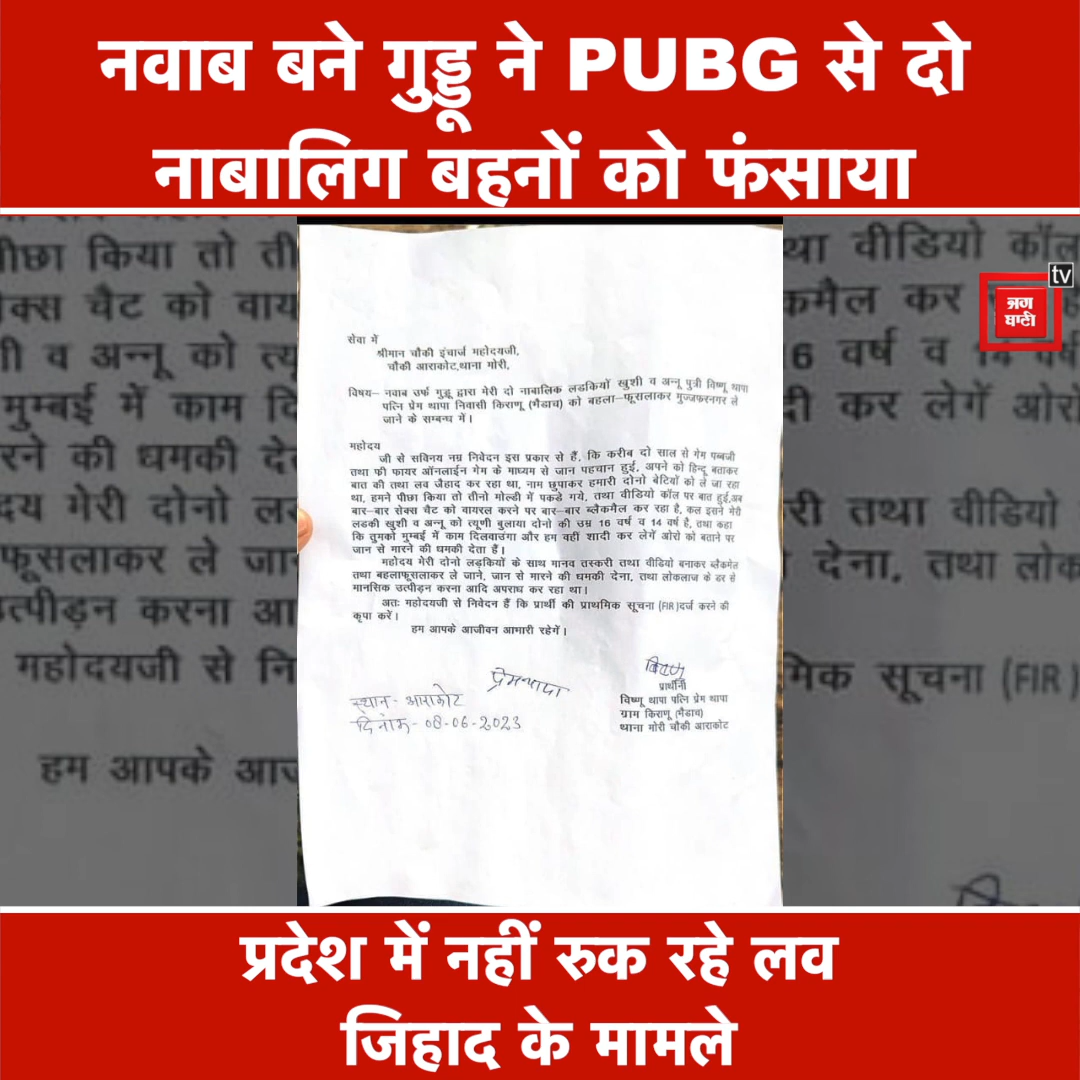 नवाब बने गुड्डू ने PUBG से दो
नाबालिग बहनों को फंसाया
tv
ਜਗ
ਬਾਣੀ
सेवा में
श्रीमान चौकी इंचार्ज महोदयजी,
चौकी आराकोट,थाना मोरी,
विषय– नवाब उर्फ गुडू द्वारा मेरी दो नाबालिक लडकियों खुशी व अन्नू पुत्री विष्णू थापा
पत्नि प्रेम थापा निवासी किराणू (मैंडाच) को बहला–फूसलाकर मुज्जफरनगर ले
जाने के सम्बन्ध में।
महोदय
जी से सविनय नम्र निवेदन इस प्रकार से हैं, कि करीब दो साल से गेम पब्बजी
तथा फ्री फायर ऑनलाईन गेम के माध्यम से जान पहचान हुई, अपने को हिन्दू बताकर
बात की तथा लव जैहाद कर रहा था, नाम छुपाकर हमारी दोनो बेटियों को ले जा रहा
था, हमने पीछा किया तो तीनो मोल्डी में पकडे गये, तथा वीडियो कॉल पर बात हुई,अब
बार–बार सेक्स चैट को वायरल करने पर बार–बार ब्लैकमैल कर रहा है, कल इसने मेरी
लडकी खुशी व अन्नू को त्यूणी बुलाया दोनो की उम्र 16 वर्ष व 14 वर्ष है, तथा कहा
कि तुमको मुम्बई में काम दिलवाउंगा और हम वहीं शादी कर लेगें ओरो को बताने पर
जान से मारने की धमकी देता हैं।
महोदय मेरी दोनो लड़कियों के साथ मानव तस्करी तथा वीडियो बनाकर ब्लैकमेल
तथा बहलाफूसलाकर ले जाने, जान से मारने की धमकी देना, तथा लोकलाज के डर से
मानसिक उत्पीड़न करना आदि अपराध कर रहा था।
अतः महोदयजी से निवेदन हैं कि प्रार्थी की प्राथमिक सूचना (FIR)दर्ज करने की
कृपा करें।
हम आपके आजीवन आभारी रहेगें।
प्रेम थापा
विष्णु
प्रार्थीनी
स्थान- आराकोट
दिनांक- 08-06-2023
विष्णू थापा पत्नि प्रेम थापा
ग्राम किराणू (मैंडाच)
थाना मोरी चौकी आराकोट
प्रदेश में नहीं रुक रहे लव
जिहाद के मामले